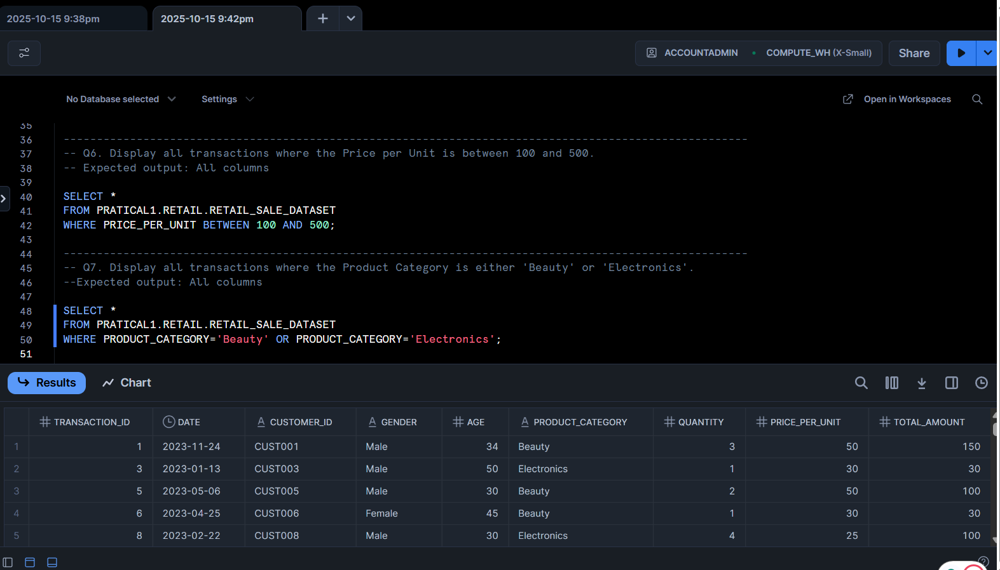 2025-10-15 9:38pm
2025-10-15 9:42pm
ACCOUNTADMIN COMPUTE_WH (X-Small)
Share
No Database selected
Settings
Open in Workspaces
35
36 -------------------------------------------------------------------------------------------------------
37 -- Q6. Display all transactions where the Price per Unit is between 100 and 500.
38 -- Expected output: All columns
39
40 SELECT *
41 FROM PRATICAL1.RETAIL.RETAIL_SALE_DATASET
42 WHERE PRICE_PER_UNIT BETWEEN 100 AND 500;
43
44 -------------------------------------------------------------------------------------------------------
45 -- Q7. Display all transactions where the Product Category is either 'Beauty' or 'Electronics'.
46 --Expected output: All columns
47
48 SELECT *
49 FROM PRATICAL1.RETAIL.RETAIL_SALE_DATASET
50 WHERE PRODUCT_CATEGORY='Beauty' OR PRODUCT_CATEGORY='Electronics';
51
Results
Chart
TRANSACTION_ID DATE CUSTOMER_ID GENDER AGE PRODUCT_CATEGORY QUANTITY PRICE_PER_UNIT TOTAL_AMOUNT
1 1 2023-11-24 CUST001 Male 34 Beauty 3 50 150
2 3 2023-01-13 CUST003 Male 50 Electronics 1 30 30
3 5 2023-05-06 CUST005 Male 30 Beauty 2 50 100
4 6 2023-04-25 CUST006 Female 45 Beauty 1 30 30
5 8 2023-02-22 CUST008 Male 30 Electronics 4 25 100